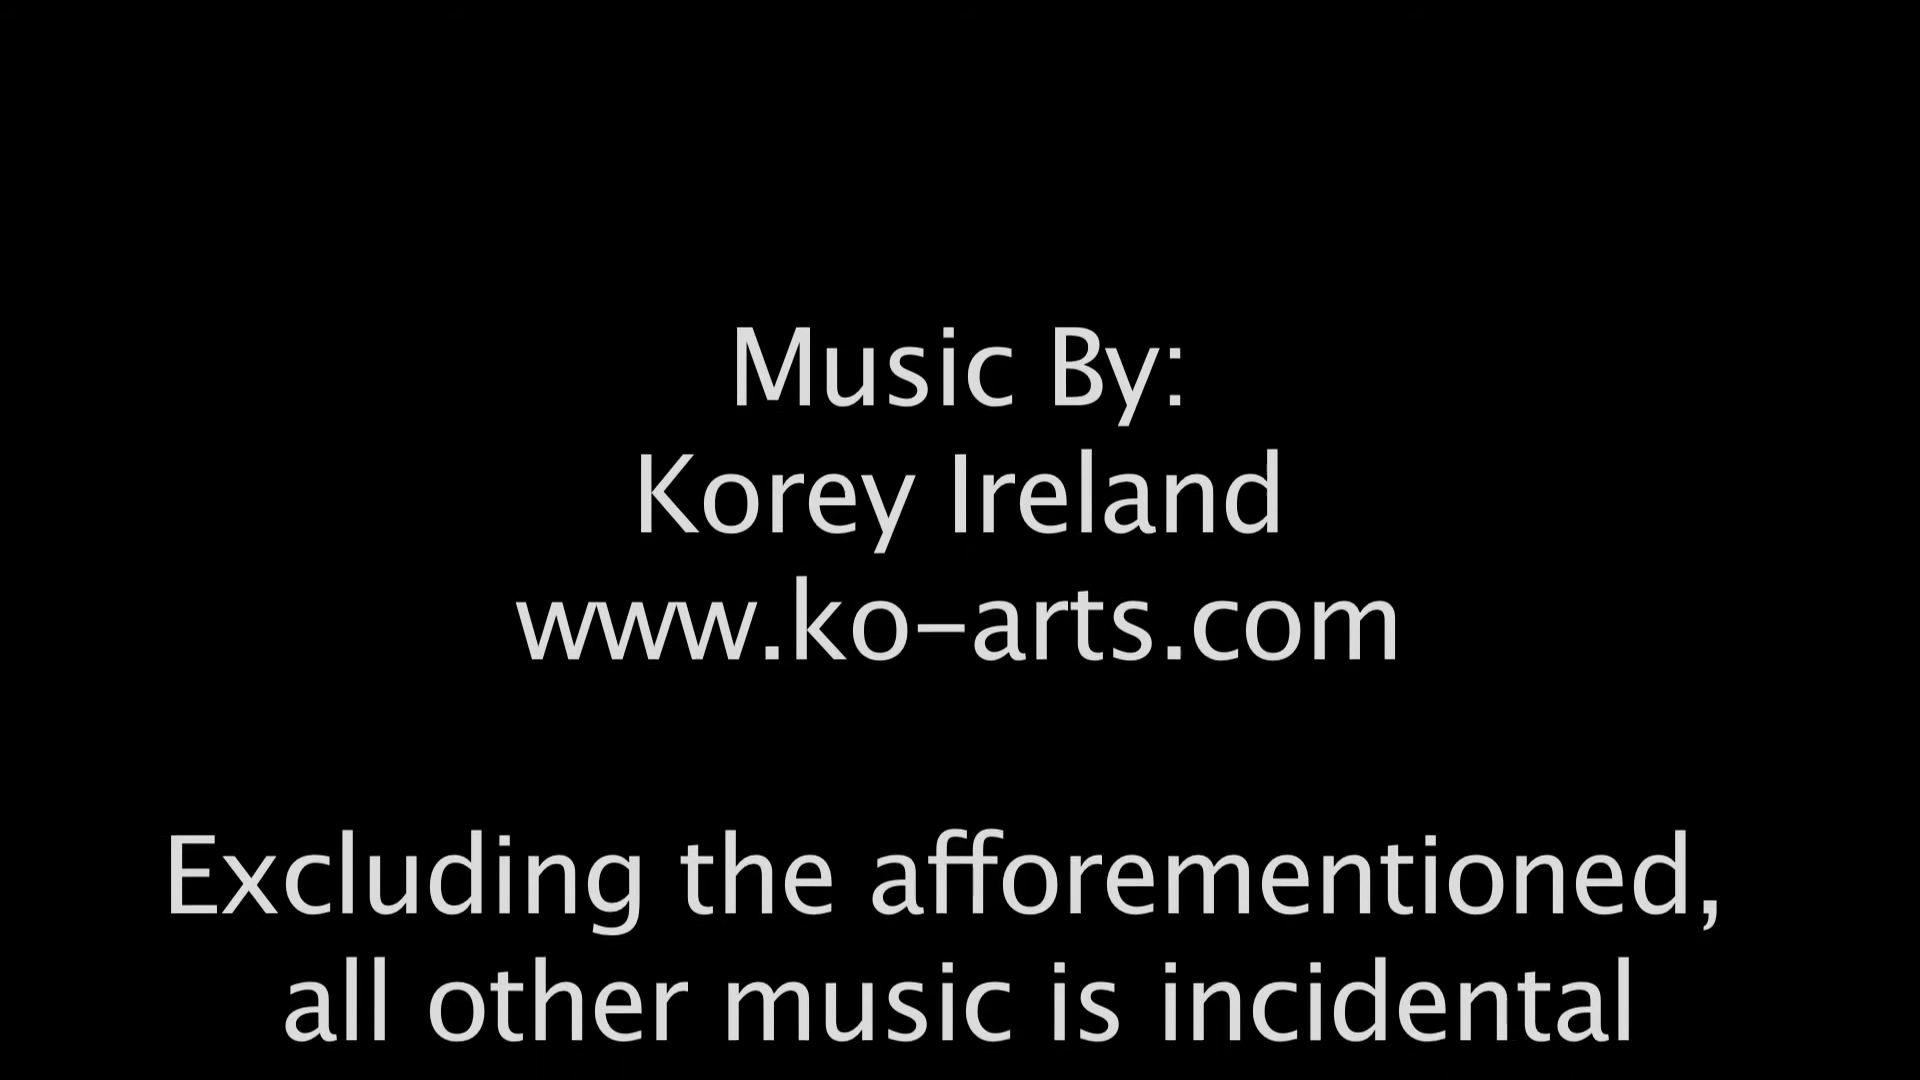 Music By:
Korey Ireland
www.ko-arts.com
Excluding the afforementioned,
all other music is incidental